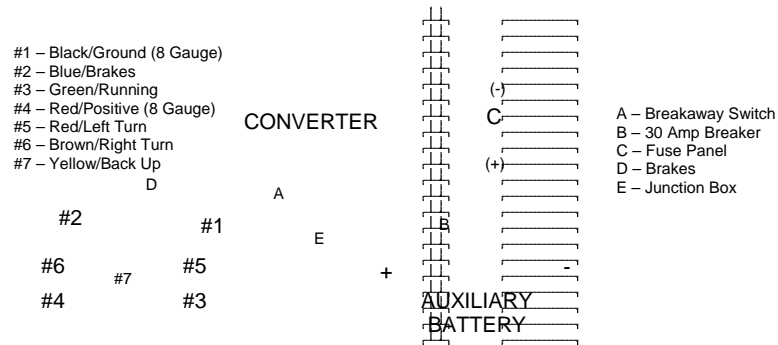 #1 – Black/Ground (8 Gauge)
#2 – Blue/Brakes
#3 – Green/Running
#4 – Red/Positive (8 Gauge)
#5 – Red/Left Turn
#6 – Brown/Right Turn
#7 – Yellow/Back Up
CONVERTER
(-)
C
(+)
A – Breakaway Switch
B – 30 Amp Breaker
C – Fuse Panel
D – Brakes
E – Junction Box
D
A
#2
#1
E
B
#6
#7
#5
+
-
#4
#3
AUXILIARY
BATTERY